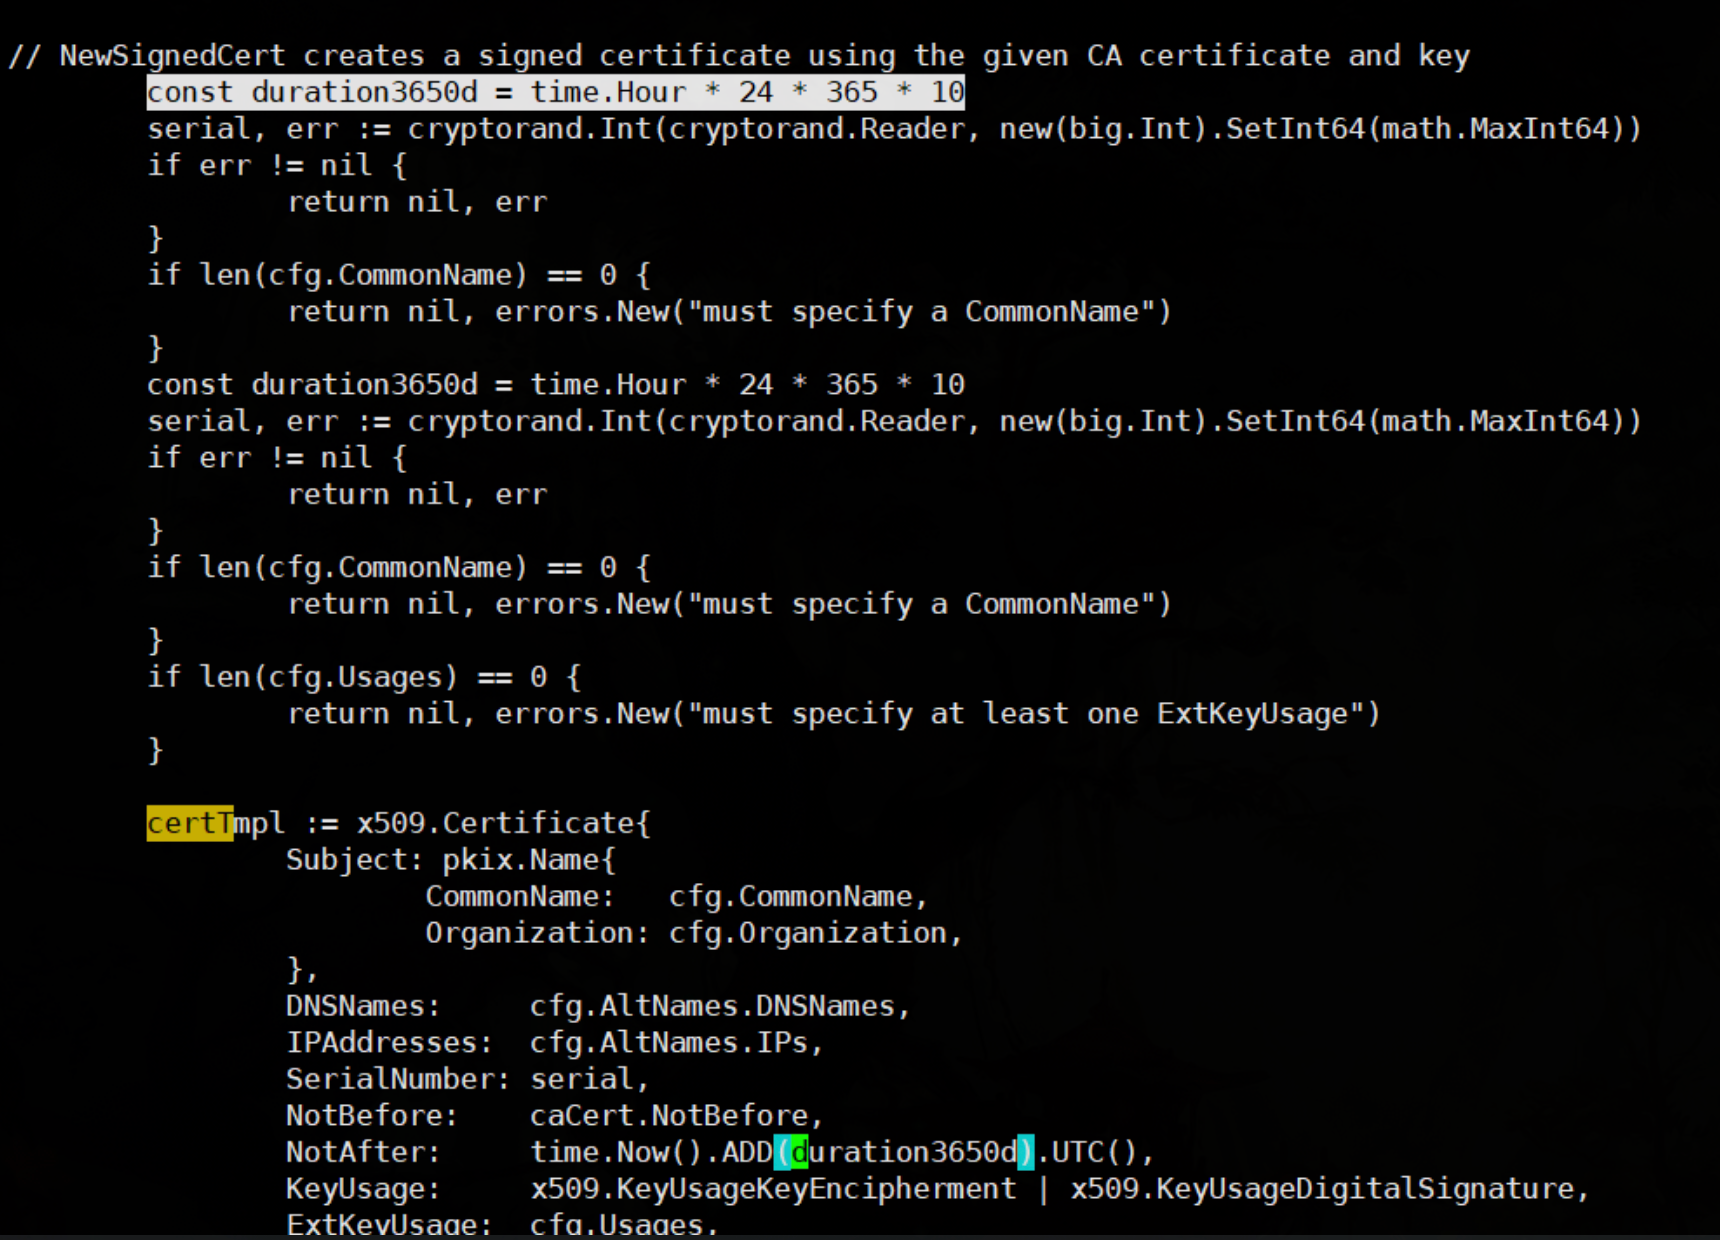 // NewSignedCert creates a signed certificate using the given CA certificate and key
        const duration3650d = time.Hour * 24 * 365 * 10
        serial, err := cryptorand.Int(cryptorand.Reader, new(big.Int).SetInt64(math.MaxInt64))
        if err != nil {
                return nil, err
        }
        if len(cfg.CommonName) == 0 {
                return nil, errors.New("must specify a CommonName")
        }
        const duration3650d = time.Hour * 24 * 365 * 10
        serial, err := cryptorand.Int(cryptorand.Reader, new(big.Int).SetInt64(math.MaxInt64))
        if err != nil {
                return nil, err
        }
        if len(cfg.CommonName) == 0 {
                return nil, errors.New("must specify a CommonName")
        }
        if len(cfg.Usages) == 0 {
                return nil, errors.New("must specify at least one ExtKeyUsage")
        }

        certTmpl := x509.Certificate{
                Subject: pkix.Name{
                        CommonName:   cfg.CommonName,
                        Organization: cfg.Organization,
                },
                DNSNames:     cfg.AltNames.DNSNames,
                IPAddresses:  cfg.AltNames.IPs,
                SerialNumber: serial,
                NotBefore:    caCert.NotBefore,
                NotAfter:     time.Now().ADD(duration3650d).UTC(),
                KeyUsage:     x509.KeyUsageKeyEncipherment | x509.KeyUsageDigitalSignature,
                ExtKeyUsage:  cfg.Usages,